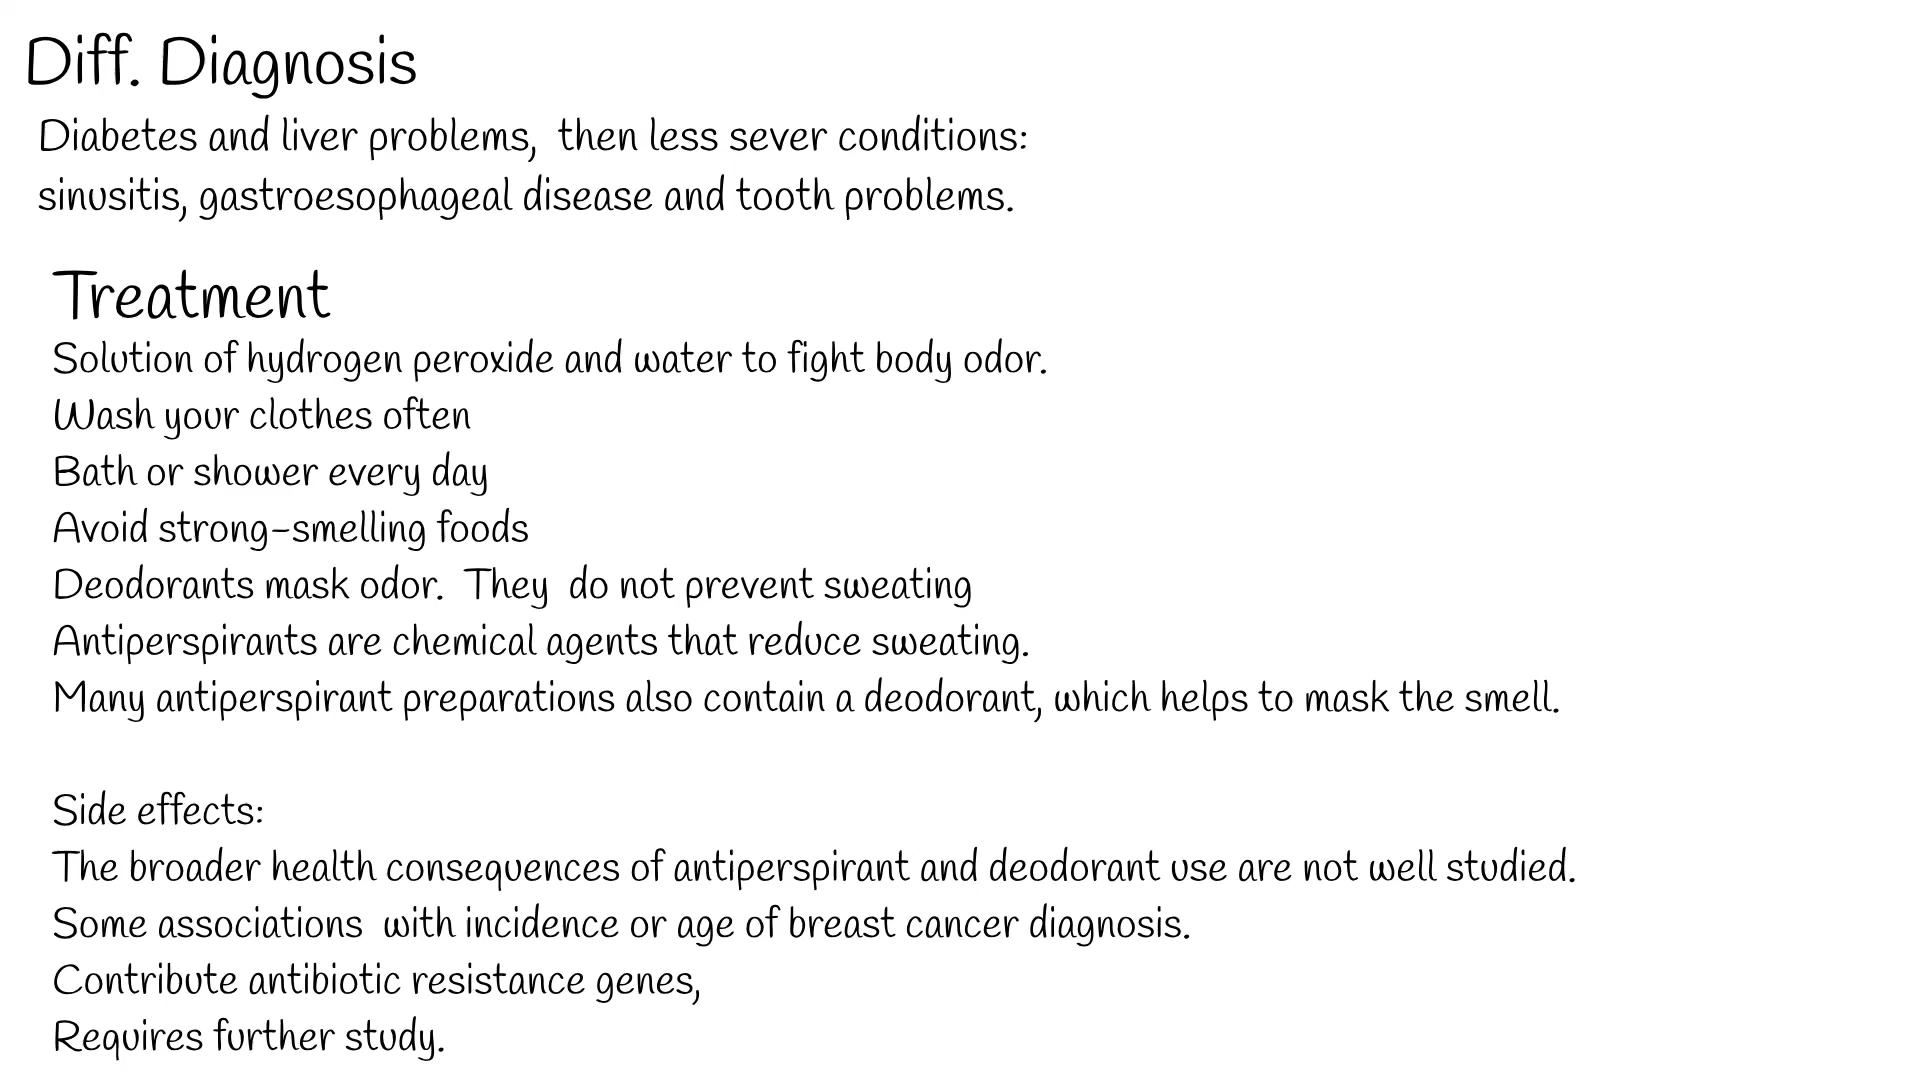 Diff. Diagnosis
Diabetes and liver problems, then less sever conditions:
sinusitis, gastroesophageal disease and tooth problems.
Treatment
Solution of hydrogen peroxide and water to fight body odor.
Wash your clothes often
Bath or shower every day
Avoid strong-smelling foods
Deodorants mask odor. They do not prevent sweating
Antiperspirants are chemical agents that reduce sweating.
Many antiperspirant preparations also contain a deodorant, which helps to mask the smell.
Side effects:
The broader health consequences of antiperspirant and deodorant use are not well studied.
Some associations with incidence or age of breast cancer diagnosis.
Contribute antibiotic resistance genes,
Requires further study.